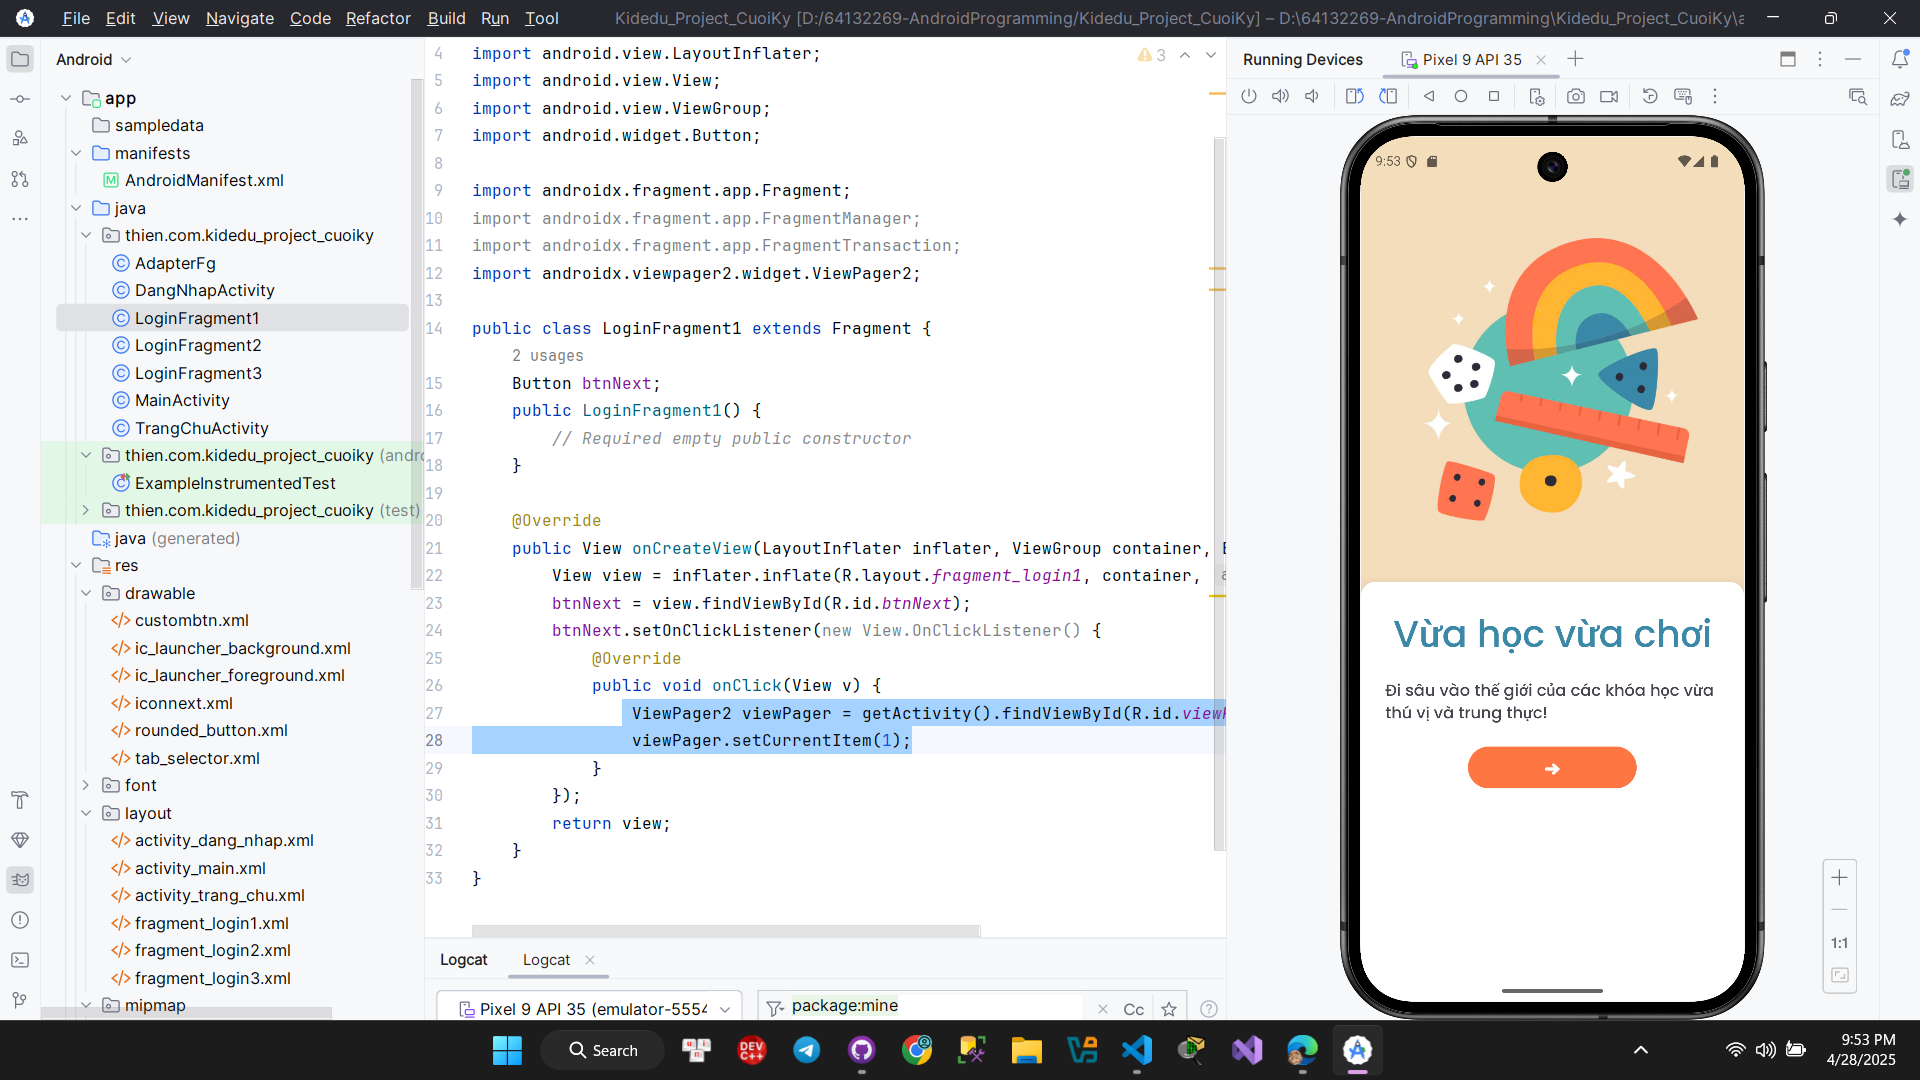 File Edit View Navigate Code Refactor Build Run Tool
Kidedu_Project_CuoiKy [D:/64132269-AndroidProgramming/Kidedu_Project_CuoiKy] – D:\64132269-AndroidProgramming\Kidedu_Project_CuoiKy\a
Android
app
sampledata
manifests
AndroidManifest.xml
java
thien.com.kidedu_project_cuoiky
AdapterFg
DangNhapActivity
LoginFragment1
LoginFragment2
LoginFragment3
MainActivity
TrangChuActivity
thien.com.kidedu_project_cuoiky (andro
ExampleInstrumentedTest
thien.com.kidedu_project_cuoiky (test)
java (generated)
res
drawable
custombtn.xml
ic_launcher_background.xml
ic_launcher_foreground.xml
iconnext.xml
rounded_button.xml
tab_selector.xml
font
layout
activity_dang_nhap.xml
activity_main.xml
activity_trang_chu.xml
fragment_login1.xml
fragment_login2.xml
fragment_login3.xml
mipmap
3
4 import android.view.LayoutInflater;
5 import android.view.View;
6 import android.view.ViewGroup;
7 import android.widget.Button;
8
9 import androidx.fragment.app.Fragment;
10 import androidx.fragment.app.FragmentManager;
11 import androidx.fragment.app.FragmentTransaction;
12 import androidx.viewpager2.widget.ViewPager2;
13
14 public class LoginFragment1 extends Fragment {
2 usages
15 Button btnNext;
16 public LoginFragment1() {
17 // Required empty public constructor
18 }
19
20 @Override
21 public View onCreateView(LayoutInflater inflater, ViewGroup container, B
22 View view = inflater.inflate(R.layout.fragment_login1, container, a
23 btnNext = view.findViewById(R.id.btnNext);
24 btnNext.setOnClickListener(new View.OnClickListener() {
25 @Override
26 public void onClick(View v) {
27 ViewPager2 viewPager = getActivity().findViewById(R.id.viewP
28 viewPager.setCurrentItem(1);
29 }
30 });
31 return view;
32 }
33 }
Logcat Logcat
Pixel 9 API 35 (emulator-5554
package:mine
Cc
Running Devices Pixel 9 API 35
9:53
Vừa học vừa chơi
Đi sâu vào thế giới của các khóa học vừa
thú vị và trung thực!
1:1
Search
DEV
C++
9:53 PM
4/28/2025